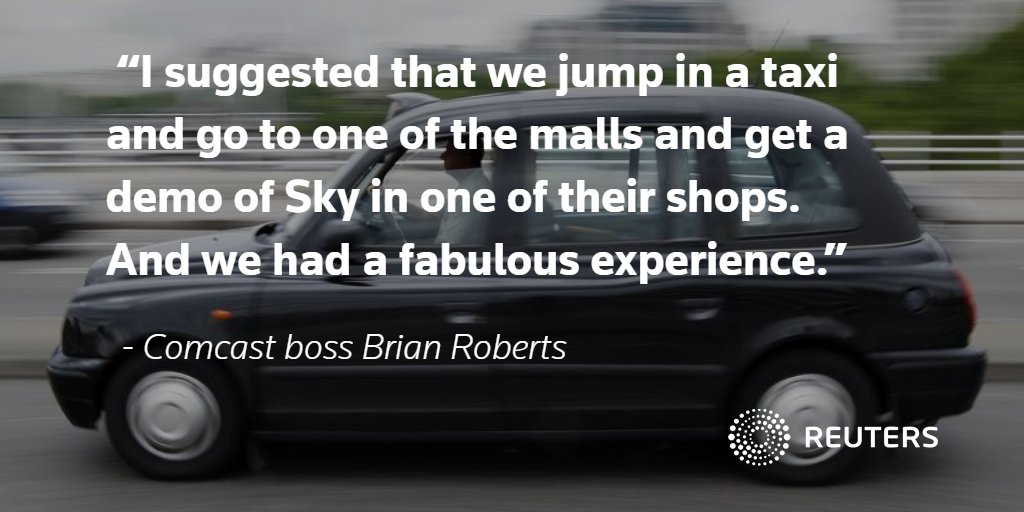 “I suggested that we jump in a taxi
and go to one of the malls and get a
demo of Sky in one of their shops.
And we had a fabulous experience.”
- Comcast boss Brian Roberts
REUTERS